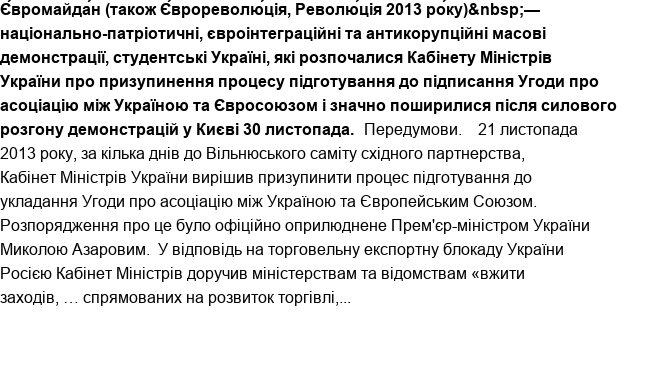 Євромайда́н (також Єврореволю́ція, Револю́ція 2013 ро́ку)&nbsp;—
національно-патріотичні, євроінтеграційні та антикорупційні масові
демонстрації, студентські Україні, які розпочалися Кабінету Міністрів
України про призупинення процесу підготування до підписання Угоди про
асоціацію між Україною та Євросоюзом і значно поширилися після силового
розгону демонстрацій у Києві 30 листопада.  Передумови.    21 листопада
2013 року, за кілька днів до Вільнюського саміту східного партнерства,
Кабінет Міністрів України вирішив призупинити процес підготування до
укладання Угоди про асоціацію між Україною та Європейським Союзом.
Розпорядження про це було офіційно оприлюднене Прем'єр-міністром України
Миколою Азаровим.  У відповідь на торговельну експортну блокаду України
Росією Кабінет Міністрів доручив міністерствам та відомствам «вжити
заходів, … спрямованих на розвиток торгівлі,...